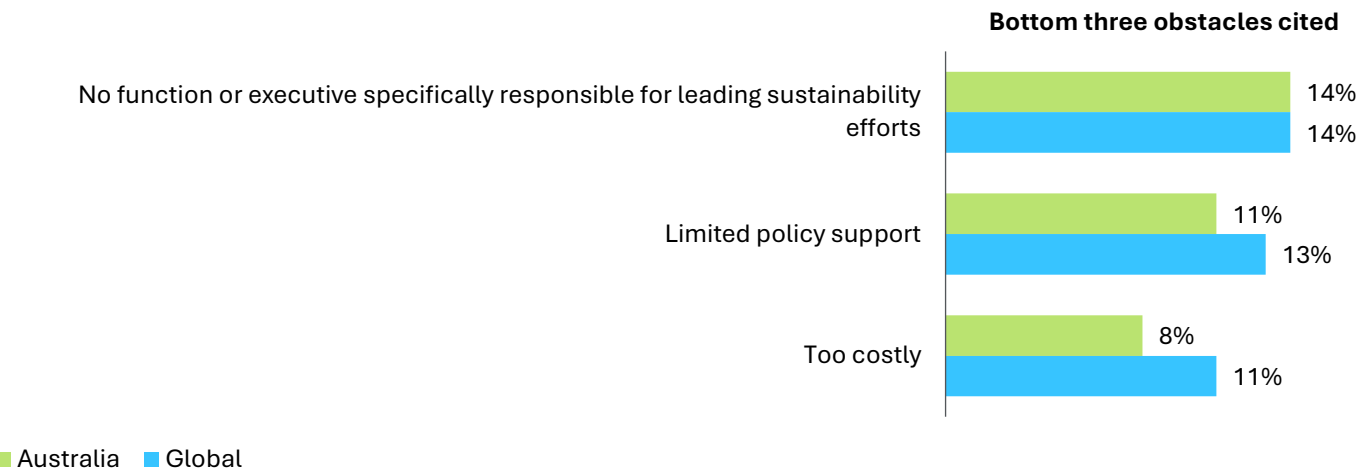 Bottom three obstacles cited
No function or executive specifically responsible for leading sustainability
efforts
14%
14%
Limited policy support
11%
13%
Too costly
8%
11%
Australia Global